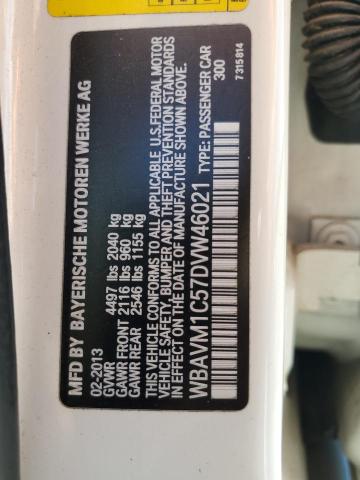 MFD BY BAYERISCHE MOTOREN WERKE AG
02-2013
GVWR 4497 lbs 2040 kg
GAWR FRONT 2116 lbs 960 kg
GAWR REAR 2546 lbs 1155 kg
THIS VEHICLE CONFORMS TO ALL APPLICABLE U.S. FEDERAL MOTOR
VEHICLE SAFETY, BUMPER AND THEFT PREVENTION STANDARDS
IN EFFECT ON THE DATE OF MANUFACTURE SHOWN ABOVE.
WBAVM1C57DVW46021 TYPE: PASSENGER CAR
300
7 315 814